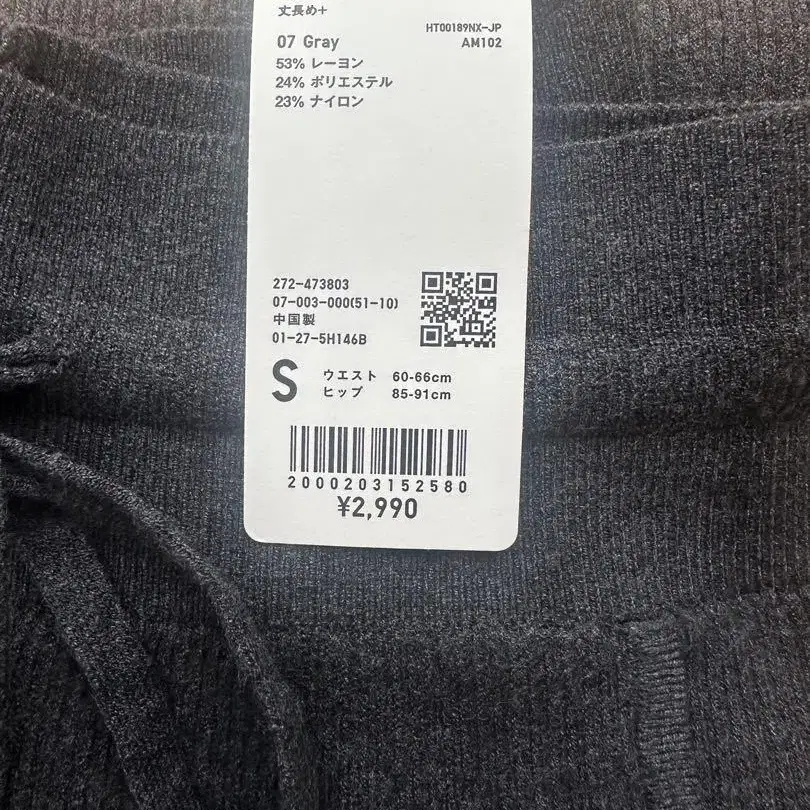 丈長め+
HT00189NX-JP
07 Gray
AM102
53% レーヨン
24% ポリエステル
23% ナイロン
272-473803
07-003-000(51-10)
中国製
01-27-5H146B
S
ウエスト 60-66cm
ヒップ 85-91cm
2000203152580
¥2,990